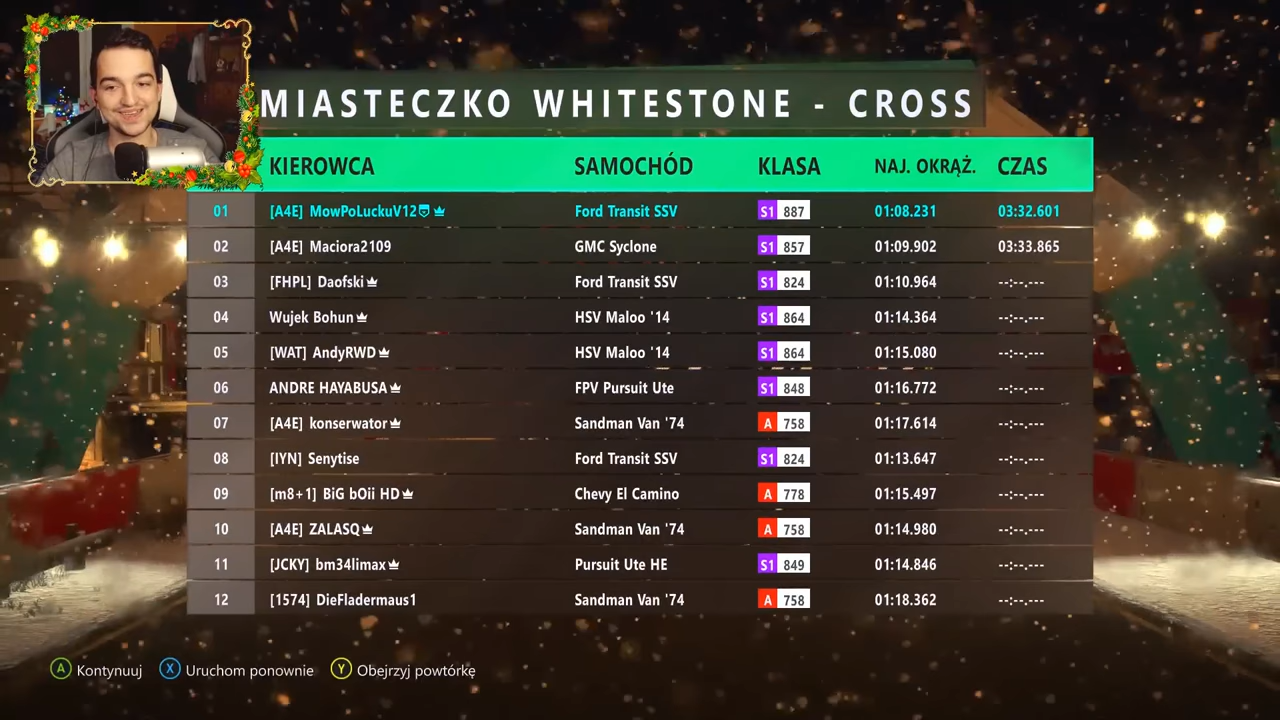 MIASTECZKO WHITESTONE - CROSS
KIEROWCA SAMOCHÓD KLASA NAJ. OKRĄŻ. CZAS
01 [A4E] MowPoLuckuV12 Ford Transit SSV S1 887 01:08.231 03:32.601
02 [A4E] Maciora2109 GMC Syclone S1 857 01:09.902 03:33.865
03 [FHPL] Daofski Ford Transit SSV S1 824 01:10.964 --:--.---
04 Wujek Bohun HSV Maloo '14 S1 864 01:14.364 --:--.---
05 [WAT] AndyRWD HSV Maloo '14 S1 864 01:15.080 --:--.---
06 ANDRE HAYABUSA FPV Pursuit Ute S1 848 01:16.772 --:--.---
07 [A4E] konserwator Sandman Van '74 A 758 01:17.614 --:--.---
08 [IYN] Senytise Ford Transit SSV S1 824 01:13.647 --:--.---
09 [m8+1] BiG bOii HD Chevy El Camino A 778 01:15.497 --:--.---
10 [A4E] ZALASQ Sandman Van '74 A 758 01:14.980 --:--.---
11 [JCKY] bm34limax Pursuit Ute HE S1 849 01:14.846 --:--.---
12 [1574] DieFladermaus1 Sandman Van '74 A 758 01:18.362 --:--.---
A Kontynuuj X Uruchom ponownie Y Obejrzyj powtórkę